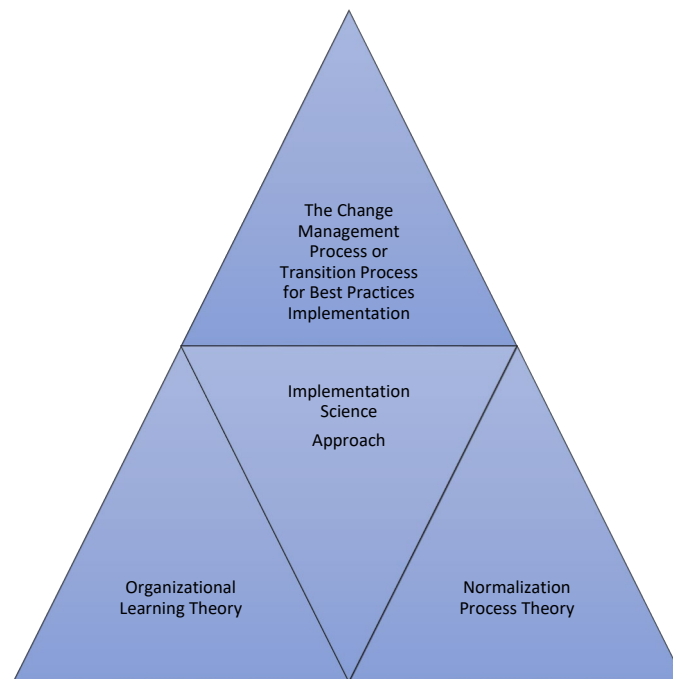 The Change
Management
Process or
Transition Process
for Best Practices
Implementation
Implementation
Science
Approach
Organizational
Learning Theory
Normalization
Process Theory